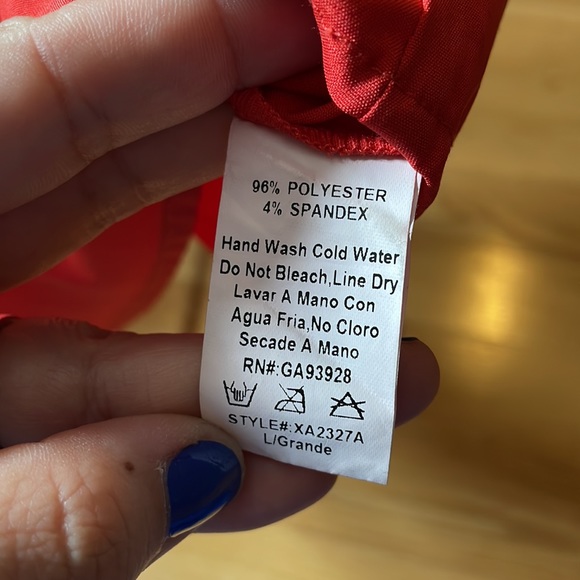 96% POLYESTER
4% SPANDEX
Hand Wash Cold Water
Do Not Bleach,Line Dry
Lavar A Mano Con
Agua Fria,No Cloro
Secade A Mano
RN#:GA93928
STYLE#:XA2327A
L/Grande